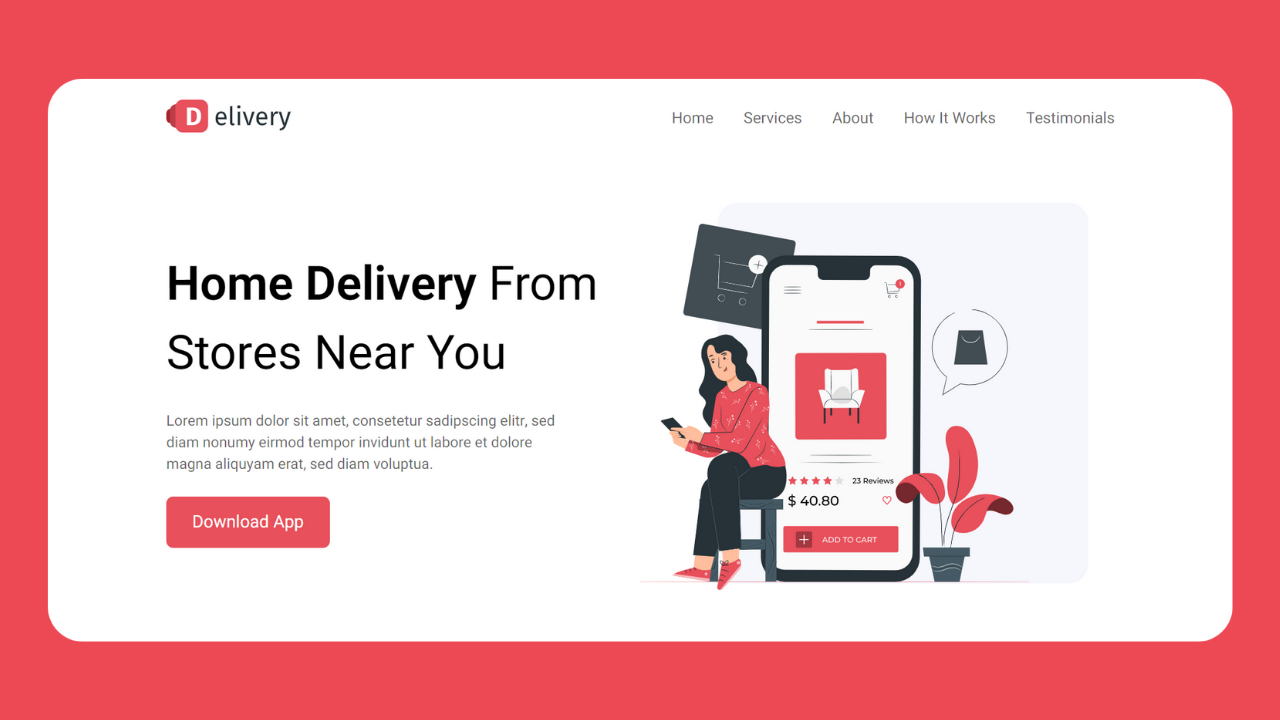 D elivery
Home Services About How It Works Testimonials
Home Delivery From
Stores Near You
Lorem ipsum dolor sit amet, consetetur sadipscing elitr, sed
diam nonumy eirmod tempor invidunt ut labore et dolore
magna aliquyam erat, sed diam voluptua.
Download App
1
23 Reviews
$ 40.80
ADD TO CART